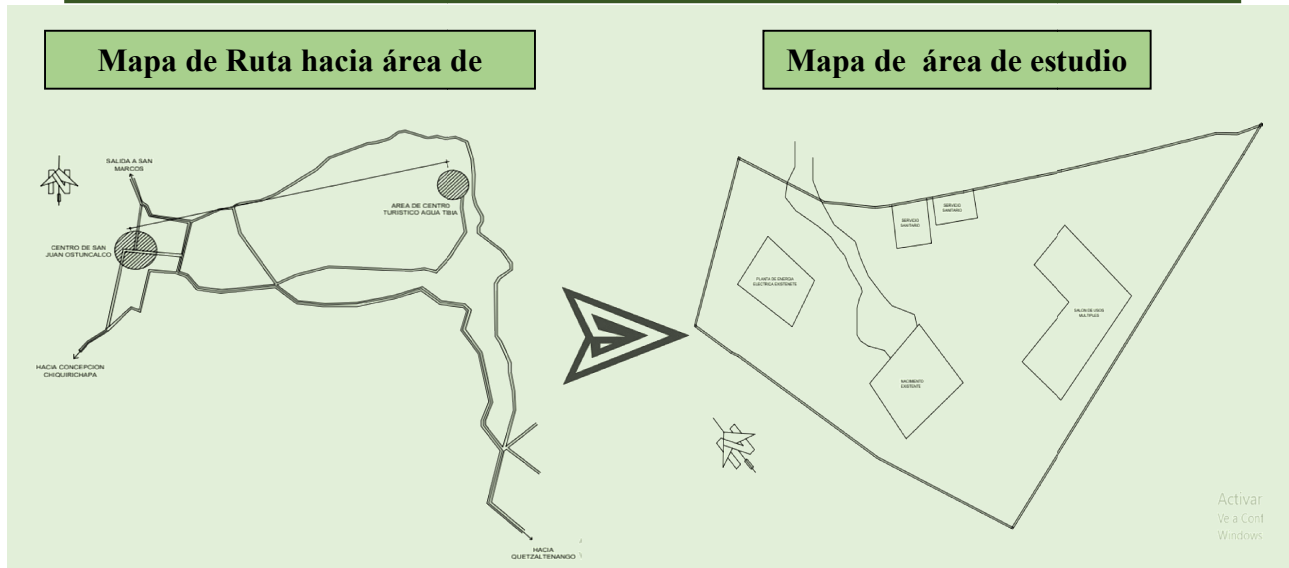 Mapa de Ruta hacia área de
Mapa de área de estudio
SALIDA A SAN
MARCOS
AREA DE CENTRO
TURISTICO AGUA TIBIA
CENTRO DE SAN
JUAN OSTUNCALCO
HACIA CONCEPCION
CHIQUIRICHAPA
HACIA
QUETZALTENANGO
SERVICIO
SANITARIO
SERVICIO
SANITARIO
PLANTA DE ENERGIA
ELECTRICA EXISTENETE
SALON DE USOS
MULTIPLES
NACIMIENTO
EXISTENTE
Activar
Ve a Conf
Windows